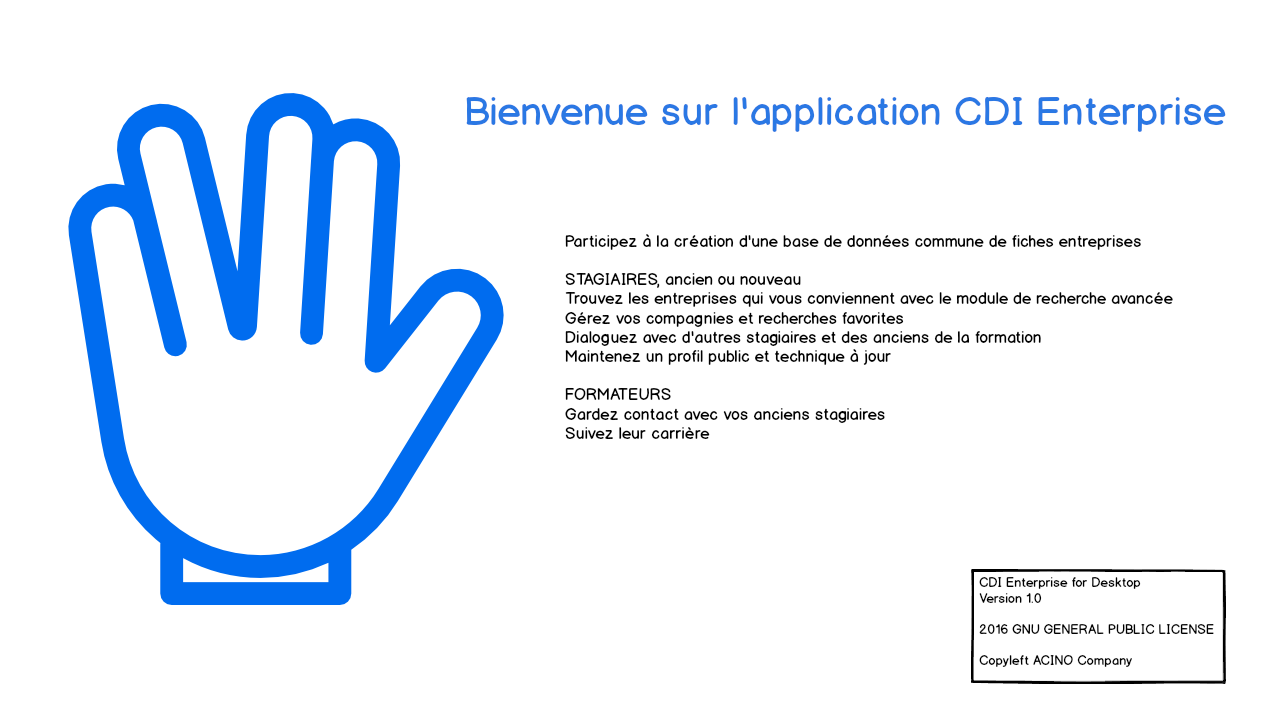 Bienvenue sur l'application CDI Enterprise
Participez à la création d'une base de données commune de fiches entreprises
STAGIAIRES, ancien ou nouveau
Trouvez les entreprises qui vous conviennent avec le module de recherche avancée
Gérez vos compagnies et recherches favorites
Dialoguez avec d'autres stagiaires et des anciens de la formation
Maintenez un profil public et technique à jour
FORMATEURS
Gardez contact avec vos anciens stagiaires
Suivez leur carrière
CDI Enterprise for Desktop
Version 1.0
2016 GNU GENERAL PUBLIC LICENSE
Copyleft ACINO Company